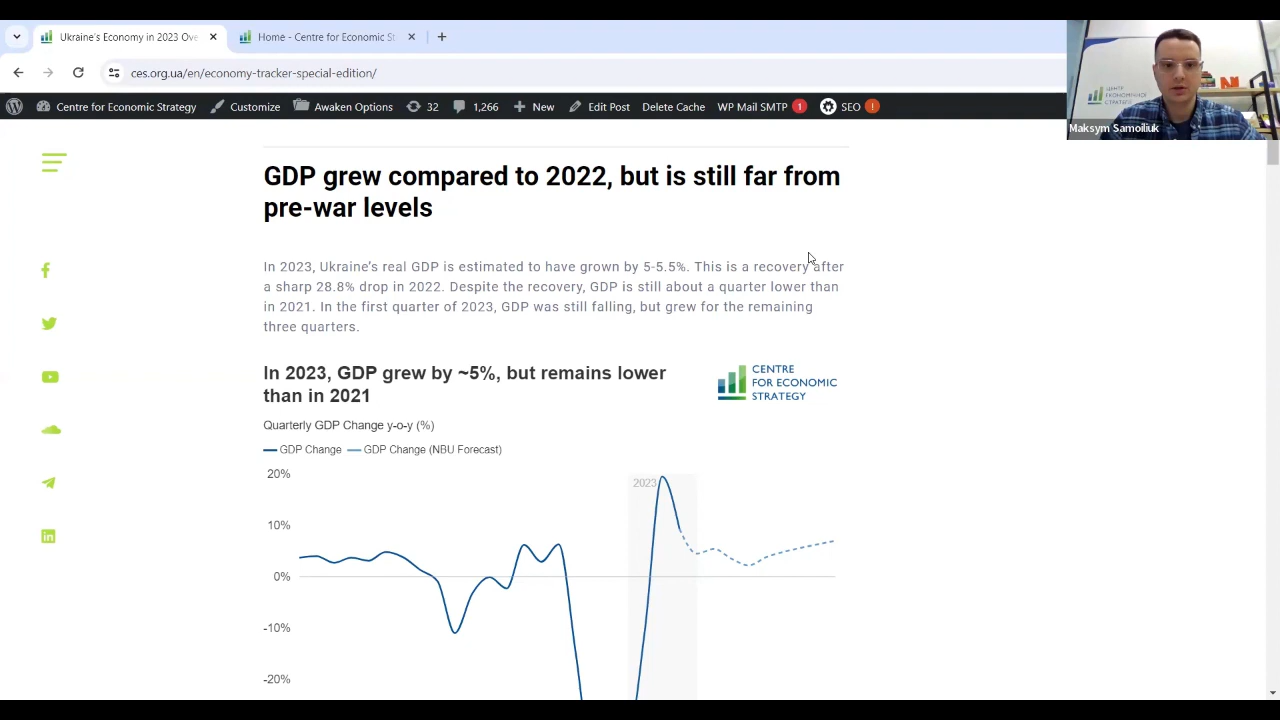 Ukraine's Economy in 2023 Ove
Home - Centre for Economic St
ces.org.ua/en/economy-tracker-special-edition/
Centre for Economic Strategy Customize Awaken Options 32 1,266 New Edit Post Delete Cache WP Mail SMTP 1 SEO !
ЦЕНТР
ЕКОНОМІЧНОЇ
СТРАТЕГІЇ
Maksym Samoiliuk
GDP grew compared to 2022, but is still far from
pre-war levels
In 2023, Ukraine's real GDP is estimated to have grown by 5-5.5%. This is a recovery after
a sharp 28.8% drop in 2022. Despite the recovery, GDP is still about a quarter lower than
in 2021. In the first quarter of 2023, GDP was still falling, but grew for the remaining
three quarters.
In 2023, GDP grew by ~5%, but remains lower
than in 2021
CENTRE
FOR ECONOMIC
STRATEGY
Quarterly GDP Change y-o-y (%)
GDP Change GDP Change (NBU Forecast)
20%
2023
10%
0%
-10%
-20%